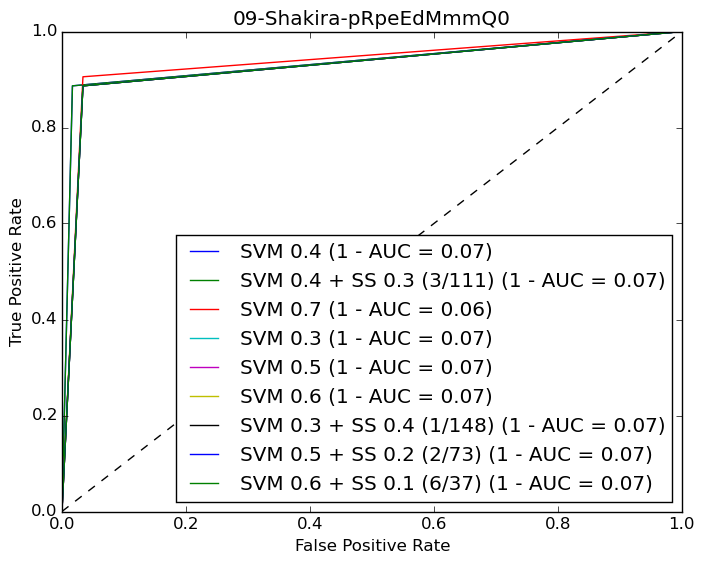 09-Shakira-pRpeEdMmmQ0
1.0
0.8
0.6
0.4
0.2
0.0
True Positive Rate
SVM 0.4 (1 - AUC = 0.07)
SVM 0.4 + SS 0.3 (3/111) (1 - AUC = 0.07)
SVM 0.7 (1 - AUC = 0.06)
SVM 0.3 (1 - AUC = 0.07)
SVM 0.5 (1 - AUC = 0.07)
SVM 0.6 (1 - AUC = 0.07)
SVM 0.3 + SS 0.4 (1/148) (1 - AUC = 0.07)
SVM 0.5 + SS 0.2 (2/73) (1 - AUC = 0.07)
SVM 0.6 + SS 0.1 (6/37) (1 - AUC = 0.07)
0.0 0.2 0.4 0.6 0.8 1.0
False Positive Rate